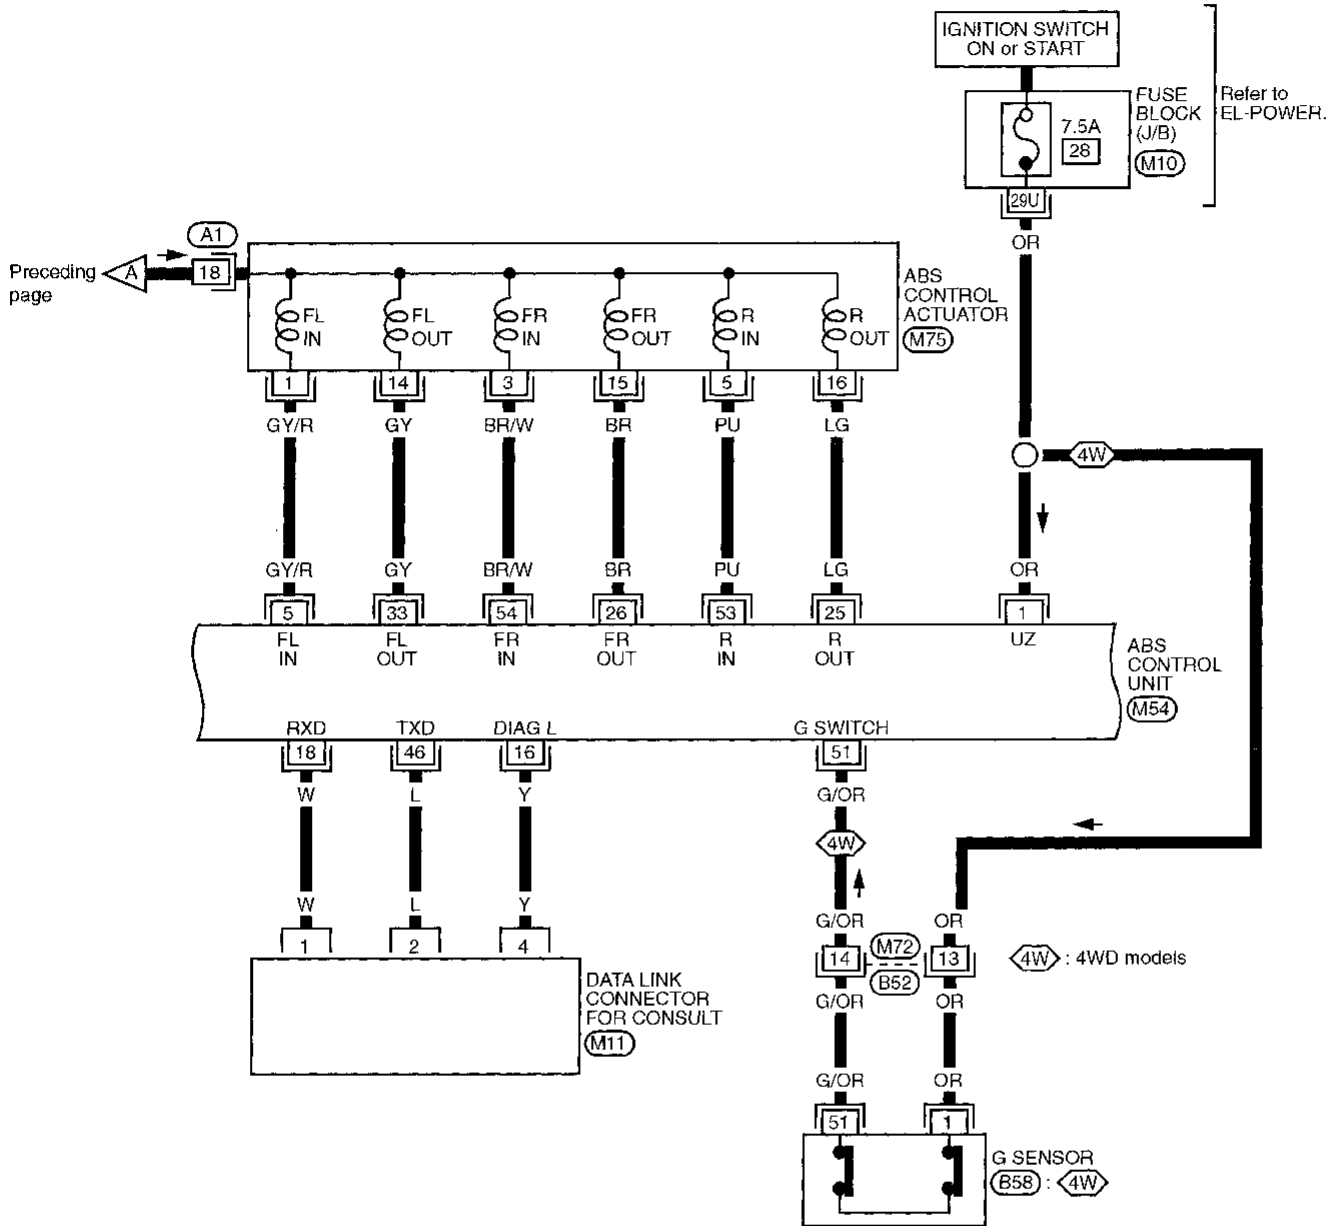 IGNITION SWITCH
ON or START
FUSE
BLOCK
(J/B)
M10
Refer to
EL-POWER.
7.5A
28
29U
OR
A1
Preceding
page
A
18
FL
IN
FL
OUT
FR
IN
FR
OUT
R
IN
R
OUT
ABS
CONTROL
ACTUATOR
M75
1 14 3 15 5 16
GY/R GY BR/W BR PU LG
4W
GY/R GY BR/W BR PU LG OR
5 33 54 26 53 25 1
FL
IN
FL
OUT
FR
IN
FR
OUT
R
IN
R
OUT
UZ
ABS
CONTROL
UNIT
M54
RXD TXD DIAG L G SWITCH
18 46 16 51
W L Y G/OR
4W
W L Y G/OR OR
1 2 4
14 M72 13
B52
4W : 4WD models
G/OR OR
DATA LINK
CONNECTOR
FOR CONSULT
M11
G/OR OR
51 1
G SENSOR
B58 : 4W